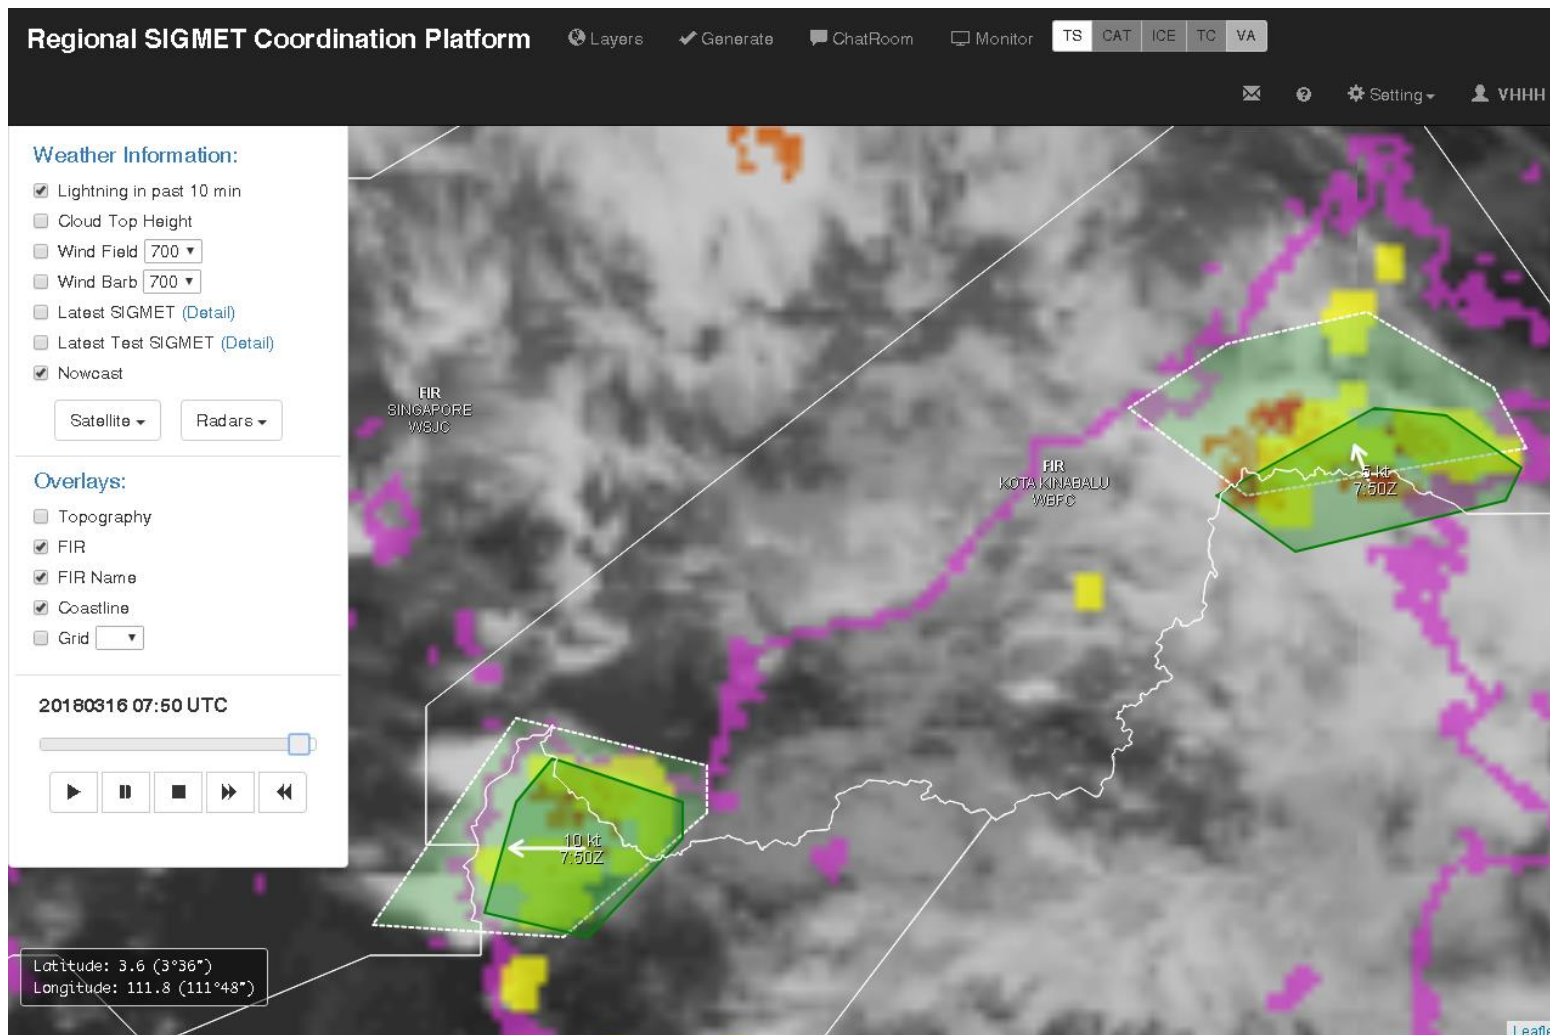 Regional SIGMET Coordination Platform
Layers
Generate
ChatRoom
Monitor
TS CAT ICE TC VA
Setting
VHHH
Weather Information:
Lightning in past 10 min
Cloud Top Height
Wind Field 700
Wind Barb 700
Latest SIGMET (Detail)
Latest Test SIGMET (Detail)
Nowcast
Satellite
Radars
Overlays:
Topography
FIR
FIR Name
Coastline
Grid
20180316 07:50 UTC
Latitude: 3.6 (3°36")
Longitude: 111.8 (111°48")
FIR
SINGAPORE
WSJC
FIR
KOTA KINABALU
WBFC
5 kt
7:50Z
10 kt
7:50Z